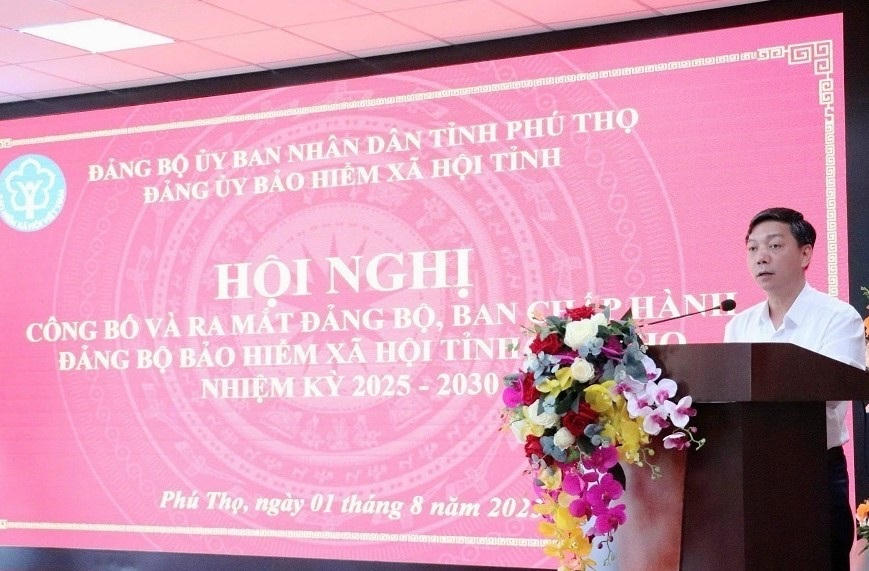 ĐẢNG BỘ ỦY BAN NHÂN DÂN TỈNH PHÚ THỌ
ĐẢNG ỦY BẢO HIỂM XÃ HỘI TỈNH
HỘI NGHỊ
CÔNG BỐ VÀ RA MẮT ĐẢNG BỘ, BAN CHẤP HÀNH
ĐẢNG BỘ BẢO HIỂM XÃ HỘI TỈNH
NHIỆM KỲ 2025 - 2030
Phú Thọ, ngày 01 tháng 8 năm 202